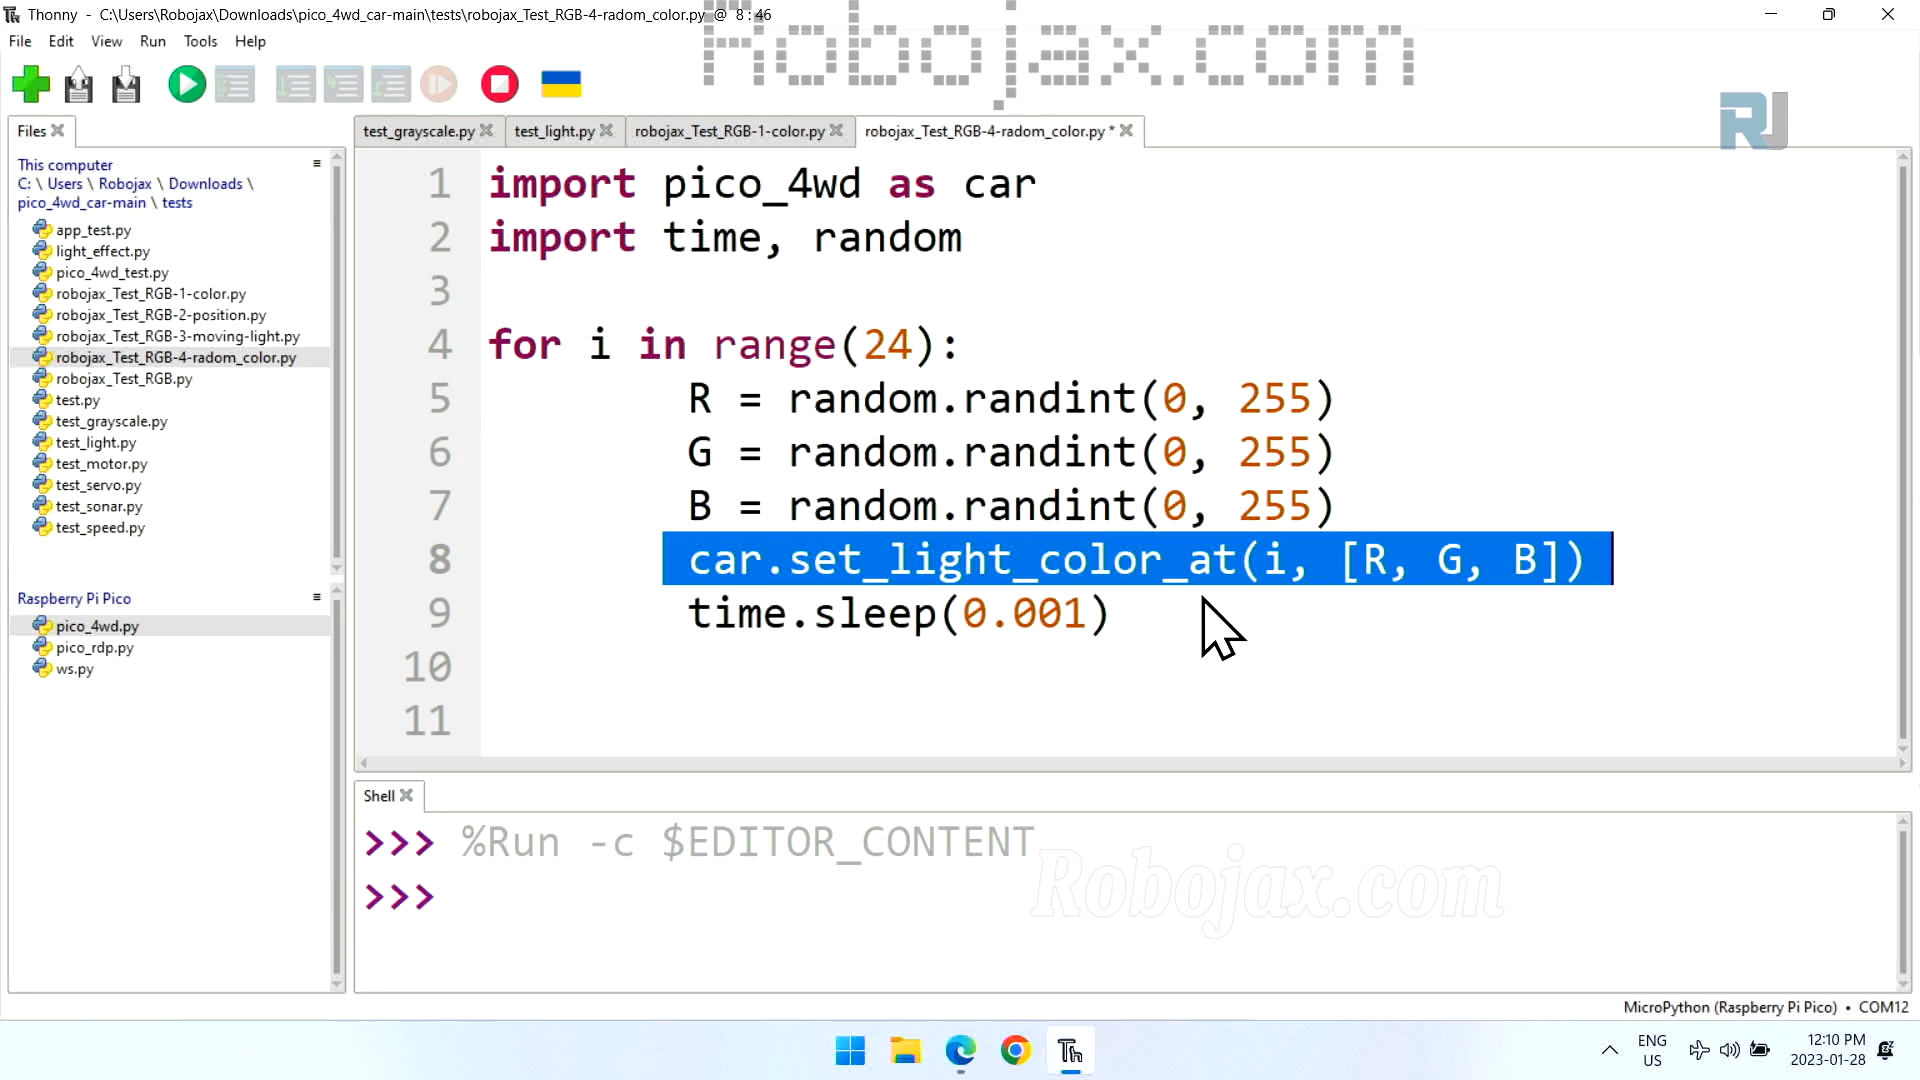 Thonny - C:\Users\Robojax\Downloads\pico_4wd_car-main\tests\robojax_Test_RGB-4-radom_color.py @ 8 : 46
Robojax.com
File Edit View Run Tools Help
RJ
Files
test_grayscale.py test_light.py robojax_Test_RGB-1-color.py robojax_Test_RGB-4-radom_color.py *
This computer
C: \ Users \ Robojax \ Downloads \
pico_4wd_car-main \ tests
app_test.py
light_effect.py
pico_4wd_test.py
robojax_Test_RGB-1-color.py
robojax_Test_RGB-2-position.py
robojax_Test_RGB-3-moving-light.py
robojax_Test_RGB-4-radom_color.py
robojax_Test_RGB.py
test.py
test_grayscale.py
test_light.py
test_motor.py
test_servo.py
test_sonar.py
test_speed.py
Raspberry Pi Pico
pico_4wd.py
pico_rdp.py
ws.py
1 import pico_4wd as car
2 import time, random
3
4 for i in range(24):
5 R = random.randint(0, 255)
6 G = random.randint(0, 255)
7 B = random.randint(0, 255)
8 car.set_light_color_at(i, [R, G, B])
9 time.sleep(0.001)
10
11
Shell
>>> %Run -c $EDITOR_CONTENT
>>>
Robojax.com
MicroPython (Raspberry Pi Pico) • COM12
Th
ENG
US
12:10 PM
2023-01-28